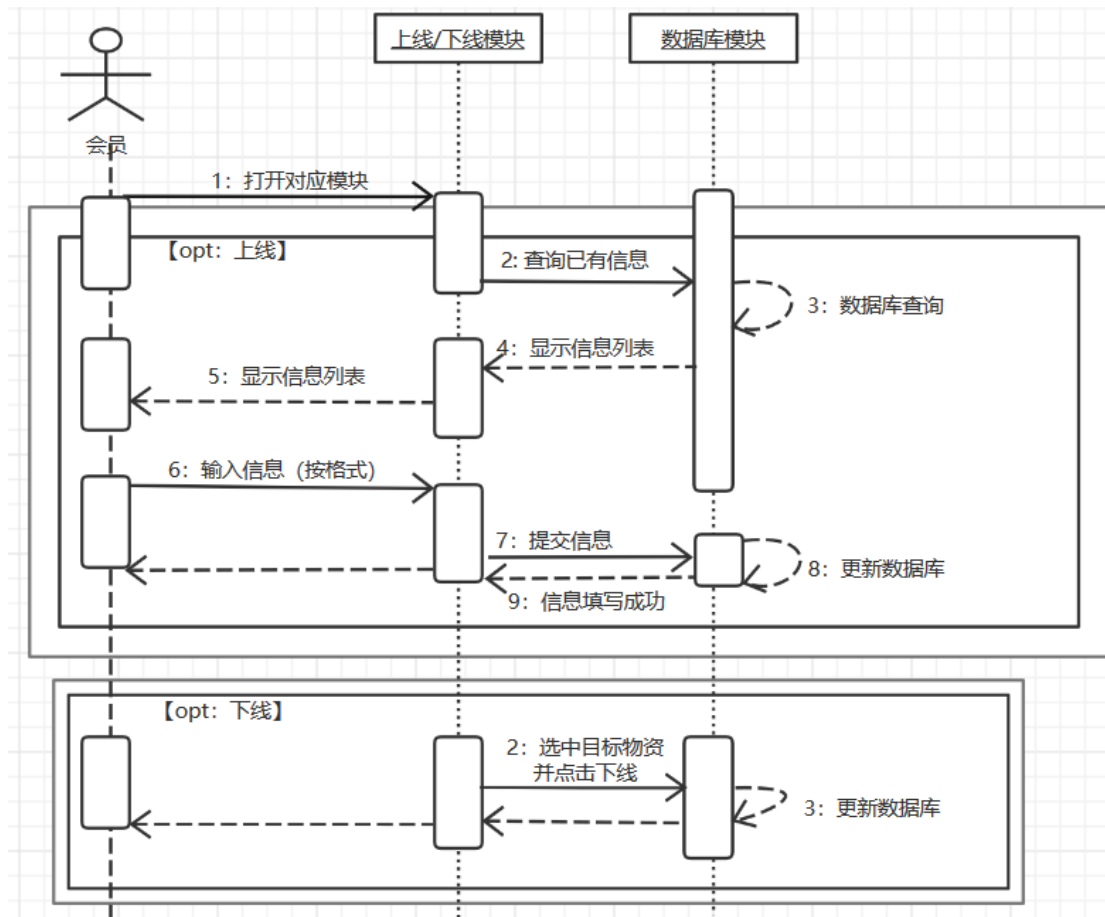 上线/下线模块
数据库模块
会员
1：打开对应模块
【opt：上线】
2: 查询已有信息
3：数据库查询
4：显示信息列表
5：显示信息列表
6：输入信息（按格式）
7：提交信息
8：更新数据库
9：信息填写成功
【opt：下线】
2：选中目标物资
并点击下线
3：更新数据库